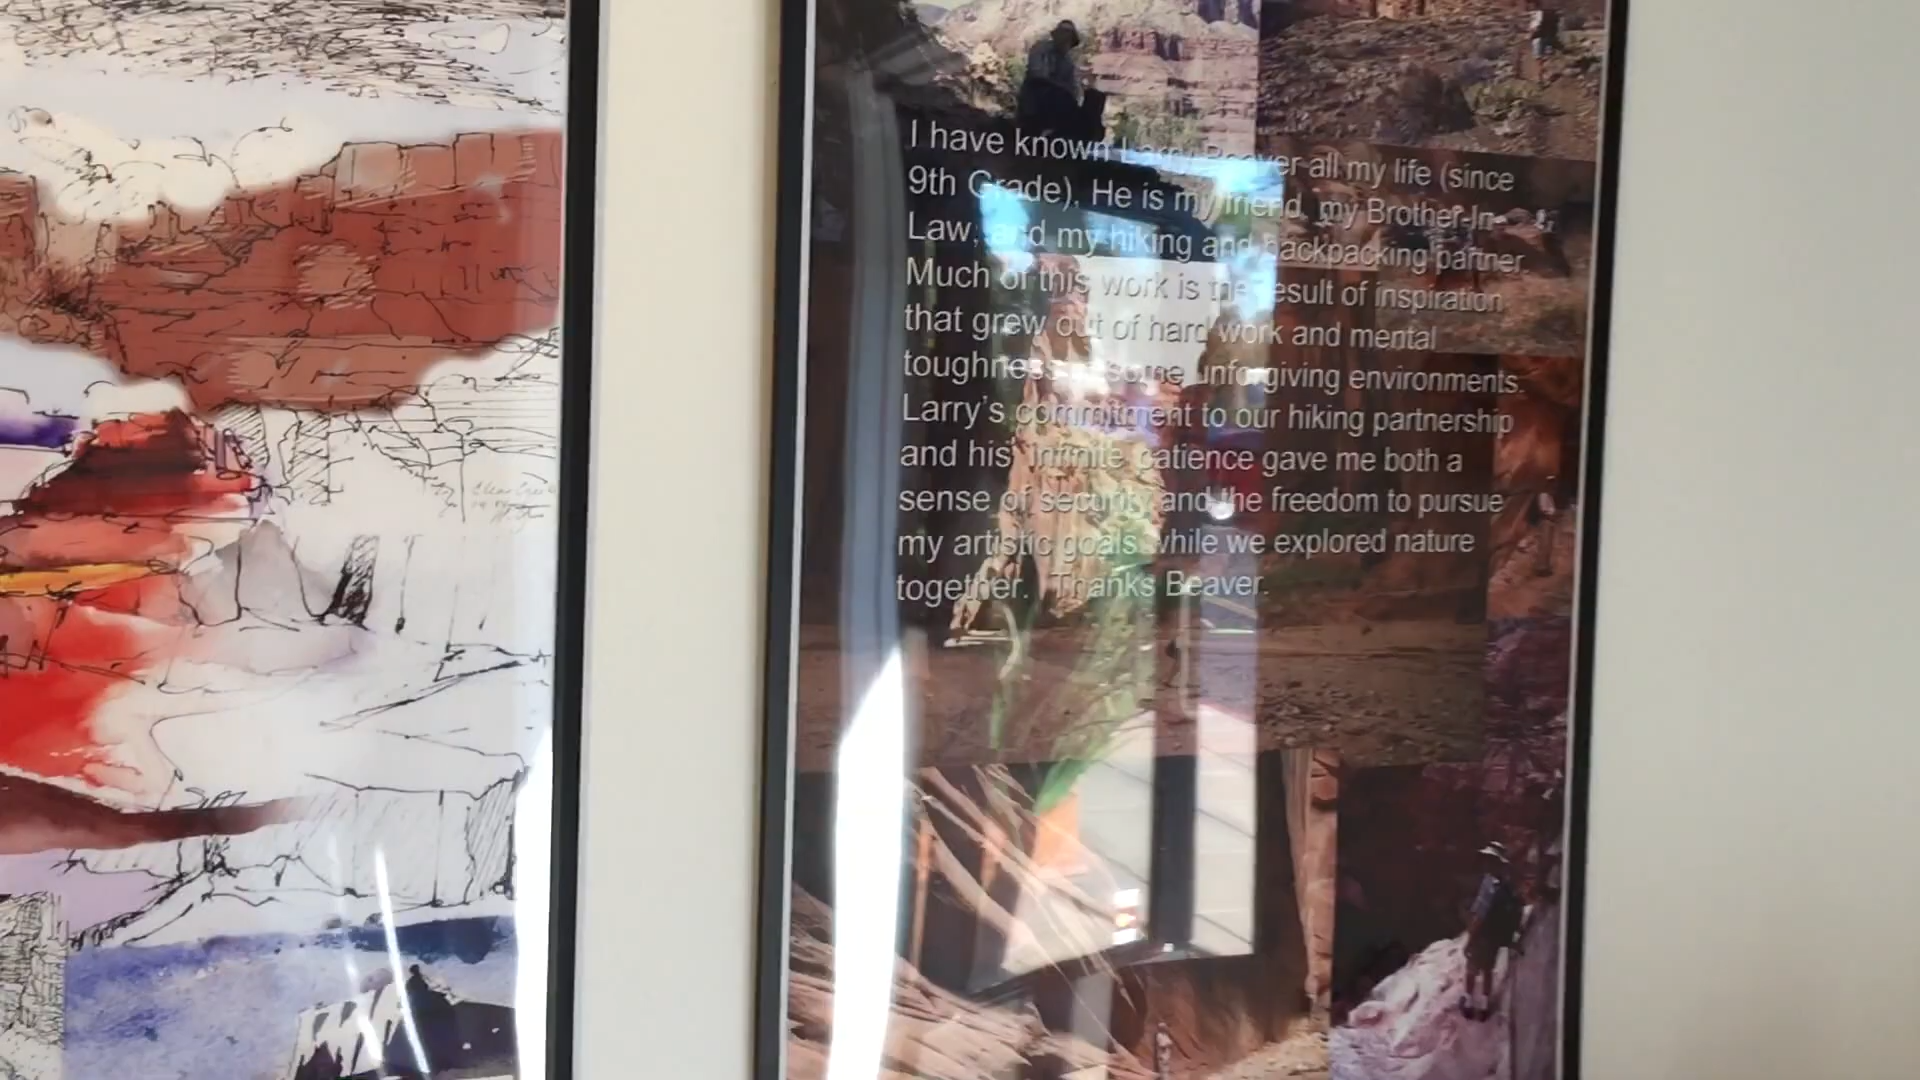 I have known Larry Beaver all my life (since
9th Grade). He is my friend, my Brother-In-
Law, and my hiking and backpacking partner.
Much of this work is the result of inspiration
that grew out of hard work and mental
toughness in some unforgiving environments.
Larry's commitment to our hiking partnership
and his infinite patience gave me both a
sense of security and the freedom to pursue
my artistic goals while we explored nature
together. Thanks Beaver.
Clear Creek